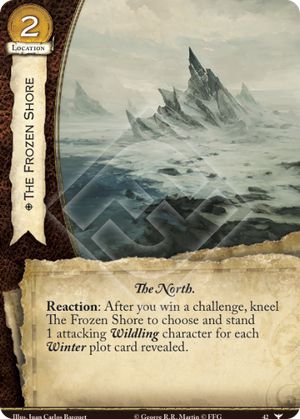 2
LOCATION
THE FROZEN SHORE
The North.
Reaction: After you win a challenge, kneel
The Frozen Shore to choose and stand
1 attacking Wildling character for each
Winter plot card revealed.
Illus. Juan Carlos Barquet
© George R.R. Martin © FFG
42